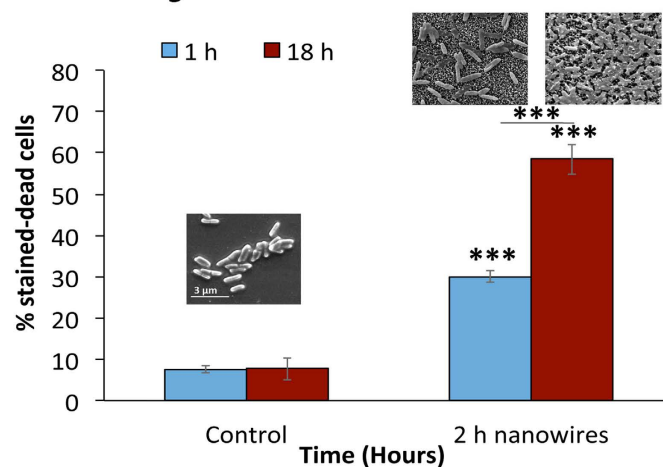 1 h 18 h
80
70
60
50
40
30
20
10
0
% stained-dead cells
***
***
***
3 µm
Control 2 h nanowires
Time (Hours)